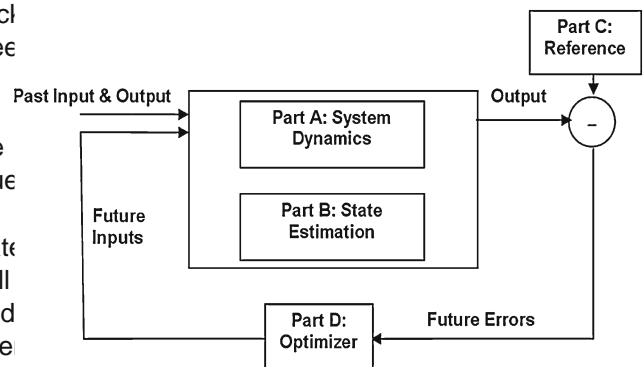 Part C:
Reference
Past Input & Output
Output
Part A: System
Dynamics
–
Part B: State
Estimation
Future
Inputs
Part D:
Optimizer
Future Errors